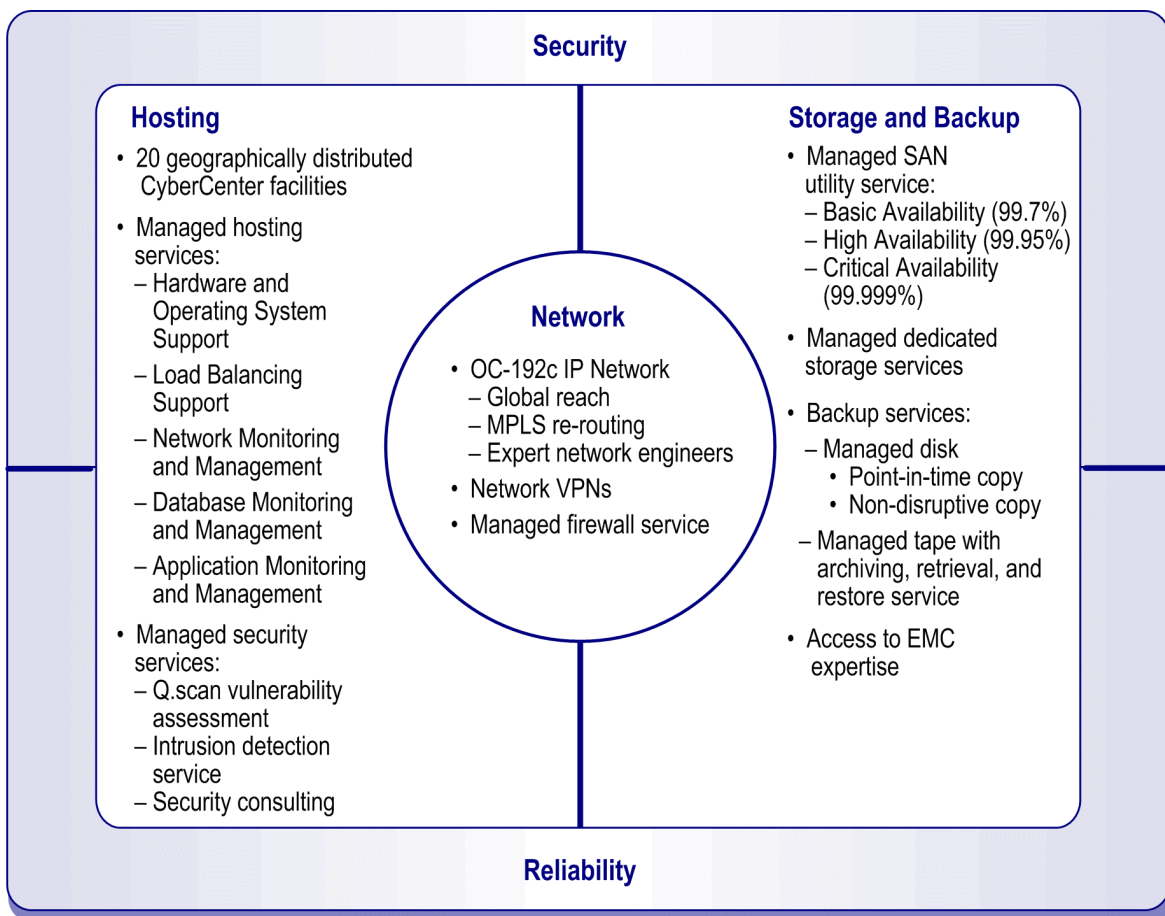 Security
Hosting
• 20 geographically distributed
CyberCenter facilities
• Managed hosting
services:
– Hardware and
Operating System
Support
– Load Balancing
Support
– Network Monitoring
and Management
– Database Monitoring
and Management
– Application Monitoring
and Management
• Managed security
services:
– Q.scan vulnerability
assessment
– Intrusion detection
service
– Security consulting
Network
• OC-192c IP Network
– Global reach
– MPLS re-routing
– Expert network engineers
• Network VPNs
• Managed firewall service
Storage and Backup
• Managed SAN
utility service:
– Basic Availability (99.7%)
– High Availability (99.95%)
– Critical Availability
(99.999%)
• Managed dedicated
storage services
• Backup services:
– Managed disk
• Point-in-time copy
• Non-disruptive copy
– Managed tape with
archiving, retrieval, and
restore service
• Access to EMC
expertise
Reliability